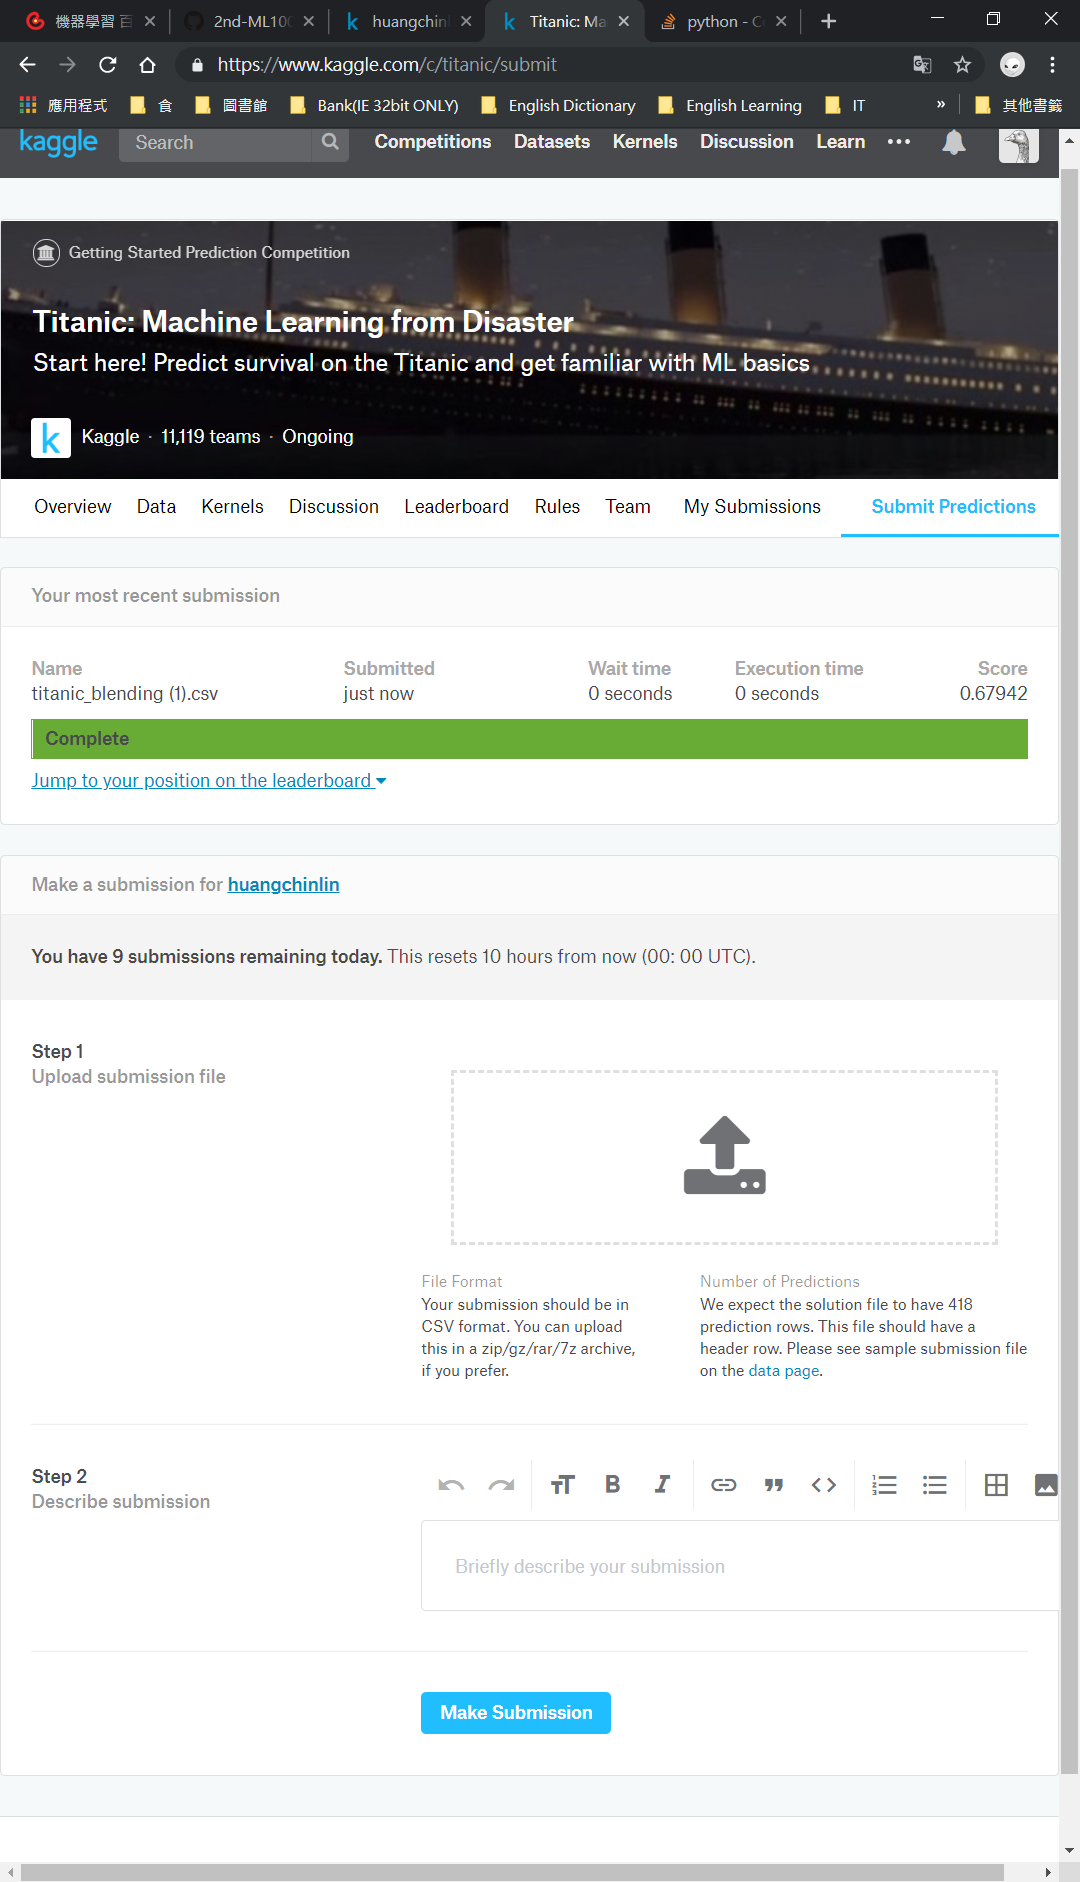 機器學習 百
2nd-ML10
huangchinl
Titanic: Ma
python - C
https://www.kaggle.com/c/titanic/submit
應用程式 食 圖書館 Bank(IE 32bit ONLY) English Dictionary English Learning IT » 其他書籤
kaggle Search Competitions Datasets Kernels Discussion Learn
Getting Started Prediction Competition
Titanic: Machine Learning from Disaster
Start here! Predict survival on the Titanic and get familiar with ML basics
k Kaggle · 11,119 teams · Ongoing
Overview Data Kernels Discussion Leaderboard Rules Team My Submissions Submit Predictions
Your most recent submission
Name Submitted Wait time Execution time Score
titanic_blending (1).csv just now 0 seconds 0 seconds 0.67942
Complete
Jump to your position on the leaderboard
Make a submission for huangchinlin
You have 9 submissions remaining today. This resets 10 hours from now (00: 00 UTC).
Step 1
Upload submission file
File Format
Your submission should be in
CSV format. You can upload
this in a zip/gz/rar/7z archive,
if you prefer.
Number of Predictions
We expect the solution file to have 418
prediction rows. This file should have a
header row. Please see sample submission file
on the data page.
Step 2
Describe submission
Briefly describe your submission
Make Submission